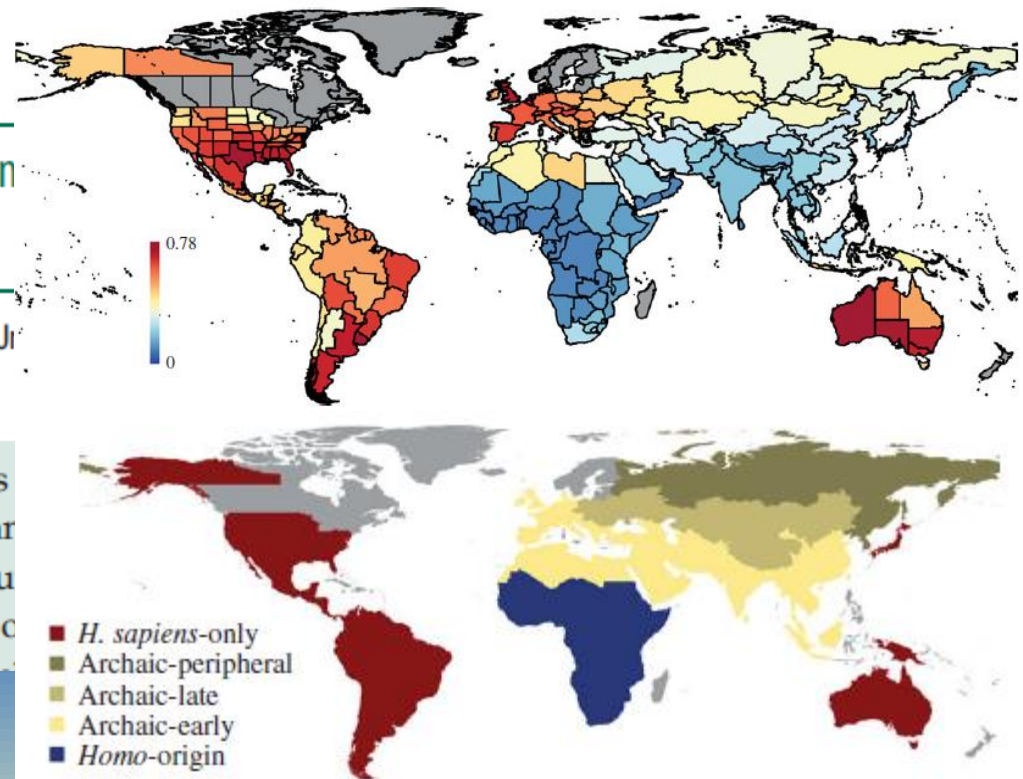 0.78
0
H. sapiens-only
Archaic-peripheral
Archaic-late
Archaic-early
Homo-origin